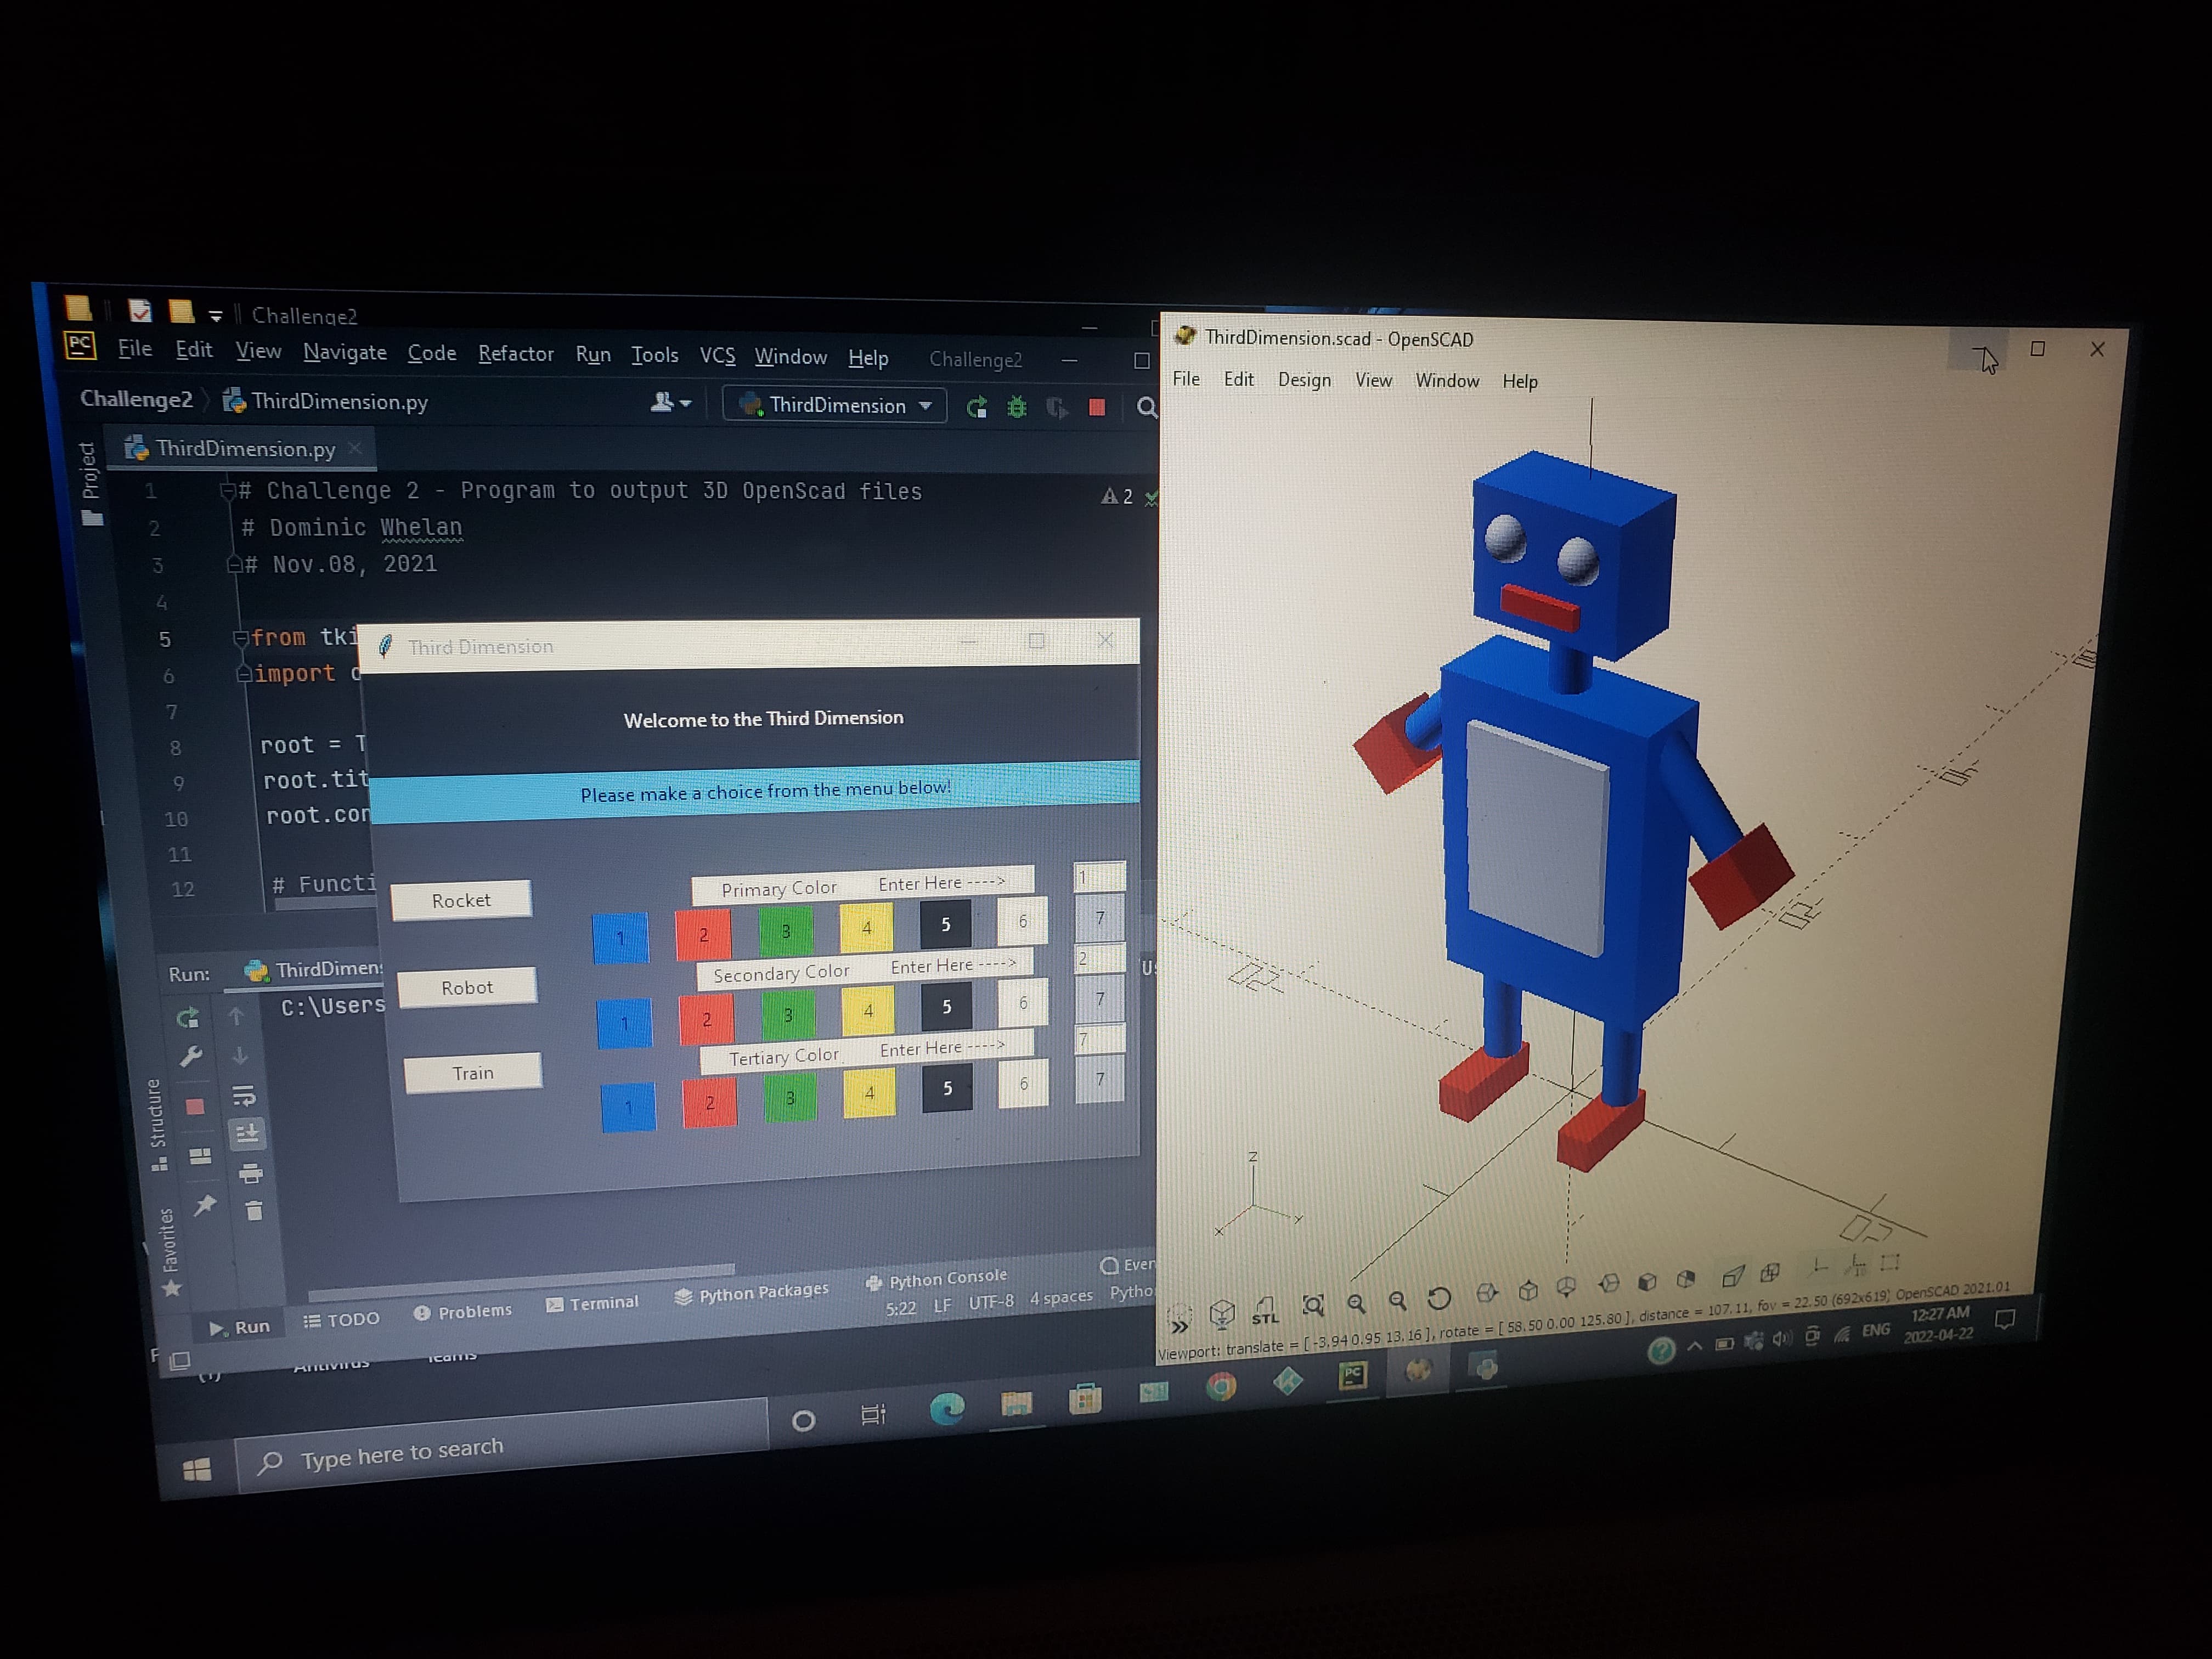 Challenge2
PC File Edit View Navigate Code Refactor Run Tools VCS Window Help Challenge2
Challenge2 ThirdDimension.py ThirdDimension
ThirdDimension.py
Project
1 # Challenge 2 - Program to output 3D OpenScad files
2
2 # Dominic Whelan
3 # Nov.08, 2021
4
5 from tki
6 import
7
8 root = T
9 root.tit
10 root.con
11
12 # Functi
Third Dimension
Welcome to the Third Dimension
Please make a choice from the menu below!
Rocket
Robot
Train
Primary Color Enter Here ----> 1
1 2 3 4 5 6 7
Secondary Color Enter Here ----> 2
1 2 3 4 5 6 7
Tertiary Color Enter Here ----> 7
1 2 3 4 5 6 7
Run: ThirdDimen
C:\Users
Structure
Favorites
Run TODO Problems Terminal Python Packages Python Console Even
5:22 LF UTF-8 4 spaces Pytho
Antivirus Teams
(1)
ThirdDimension.scad - OpenSCAD
File Edit Design View Window Help
Z
X Y
STL
Viewport: translate = [ -3.94 0.95 13.16 ], rotate = [ 58.50 0.00 125.80 ], distance = 107.11, fov = 22.50 (692x619) OpenSCAD 2021.01
Type here to search
PC
ENG
12:27 AM
2022-04-22